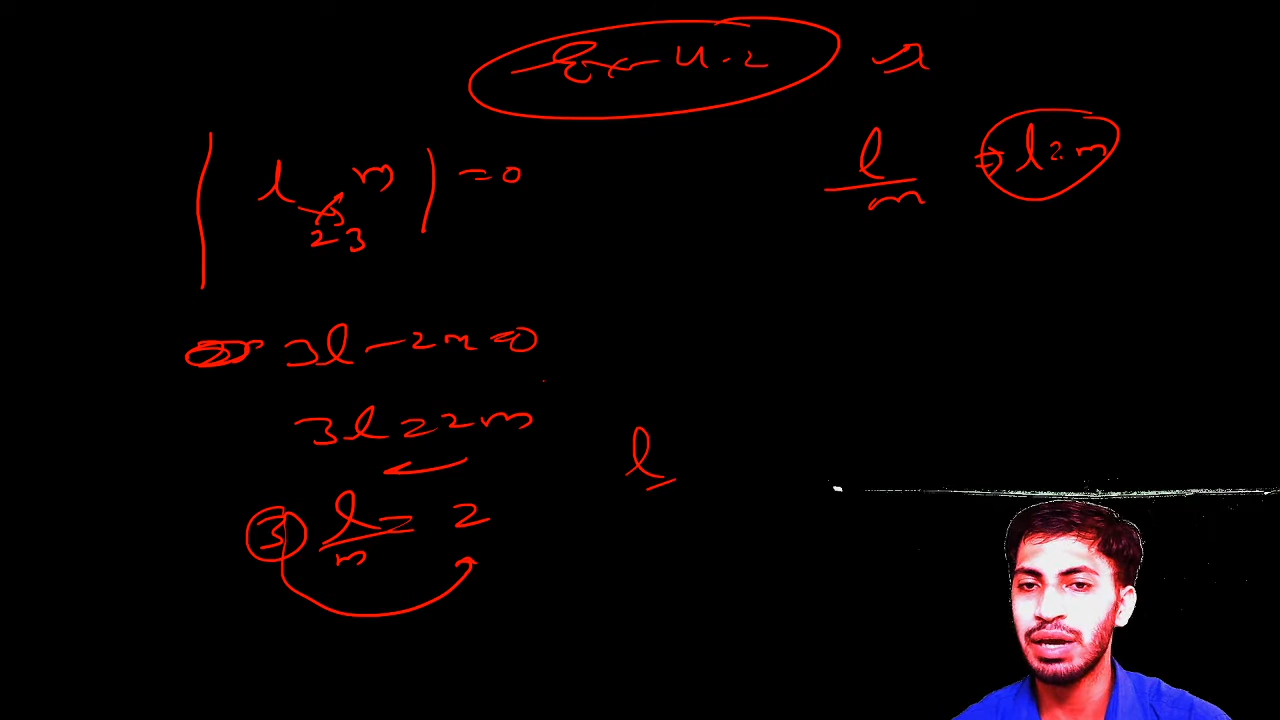 Ex-4.2
l m = 0
2 3
l
m
⇒ l = m
3l - 2m = 0
3l = 2m
3 l = 2
m
l